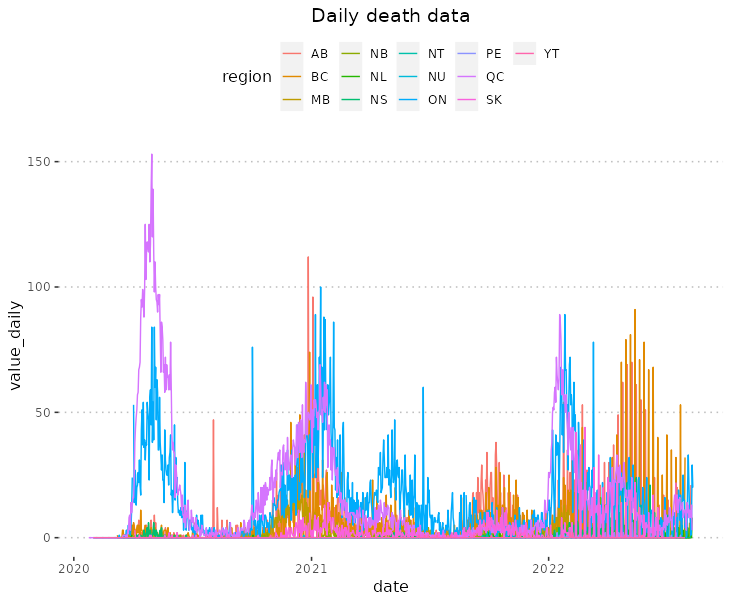 Daily death data
region
AB NB NT PE YT
BC NL NU QC
MB NS ON SK
value_daily
150
100
50
0
2020 2021 2022
date